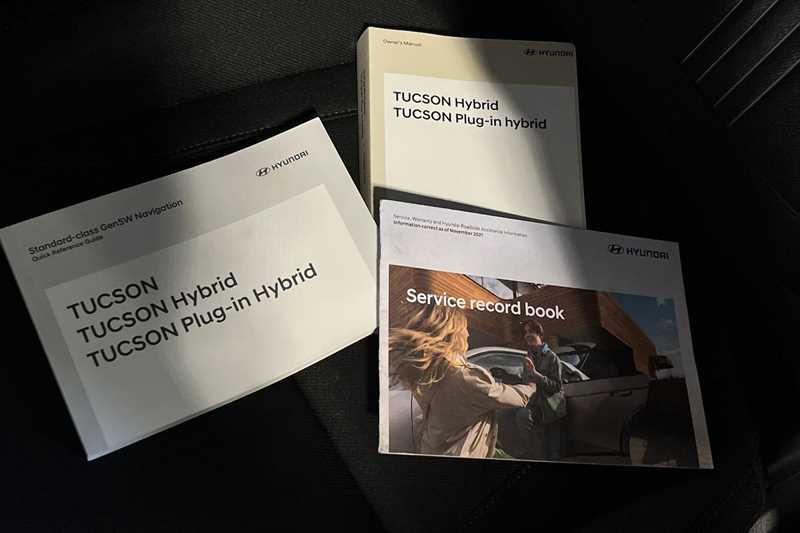 Owner's Manual
HYUNDAI
TUCSON Hybrid
TUCSON Plug-in hybrid
HYUNDAI
Standard-class Gen5W Navigation
Quick Reference Guide
TUCSON
TUCSON Hybrid
TUCSON Plug-in Hybrid
Service, Warranty and Hyundai Roadside Assistance Information
Information correct as of November 2021
HYUNDAI
Service record book